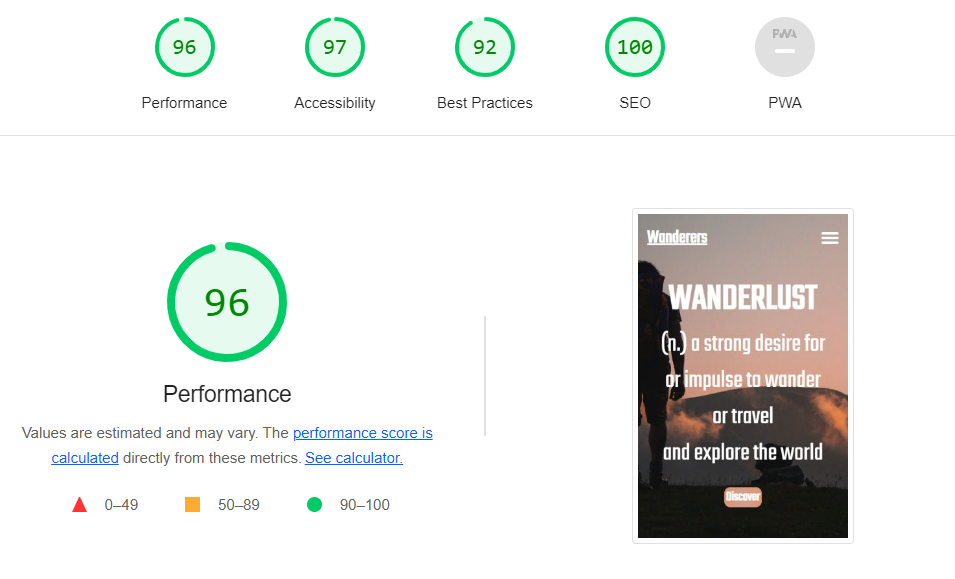 96
97
92
100
PWA
Performance
Accessibility
Best Practices
SEO
PWA
96
Performance
Values are estimated and may vary. The performance score is
calculated directly from these metrics. See calculator.
0–49
50–89
90–100
Wanderers
WANDERLUST
(n.) a strong desire for
or impulse to wander
or travel
and explore the world
Discover